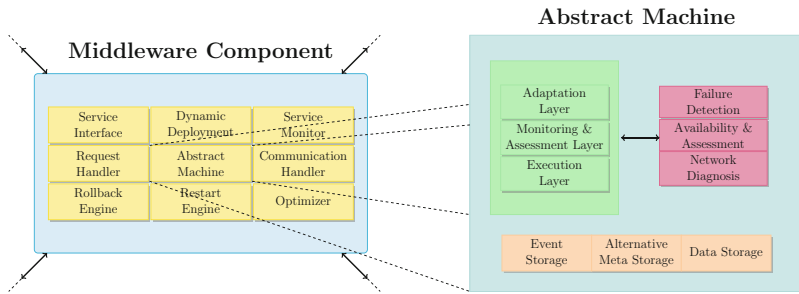 Middleware Component
Service
Interface
Dynamic
Deployment
Service
Monitor
Request
Handler
Abstract
Machine
Communication
Handler
Rollback
Engine
Restart
Engine
Optimizer
Abstract Machine
Adaptation
Layer
Monitoring &
Assessment Layer
Execution
Layer
Failure
Detection
Availability &
Assessment
Network
Diagnosis
Event
Storage
Alternative
Meta Storage
Data Storage